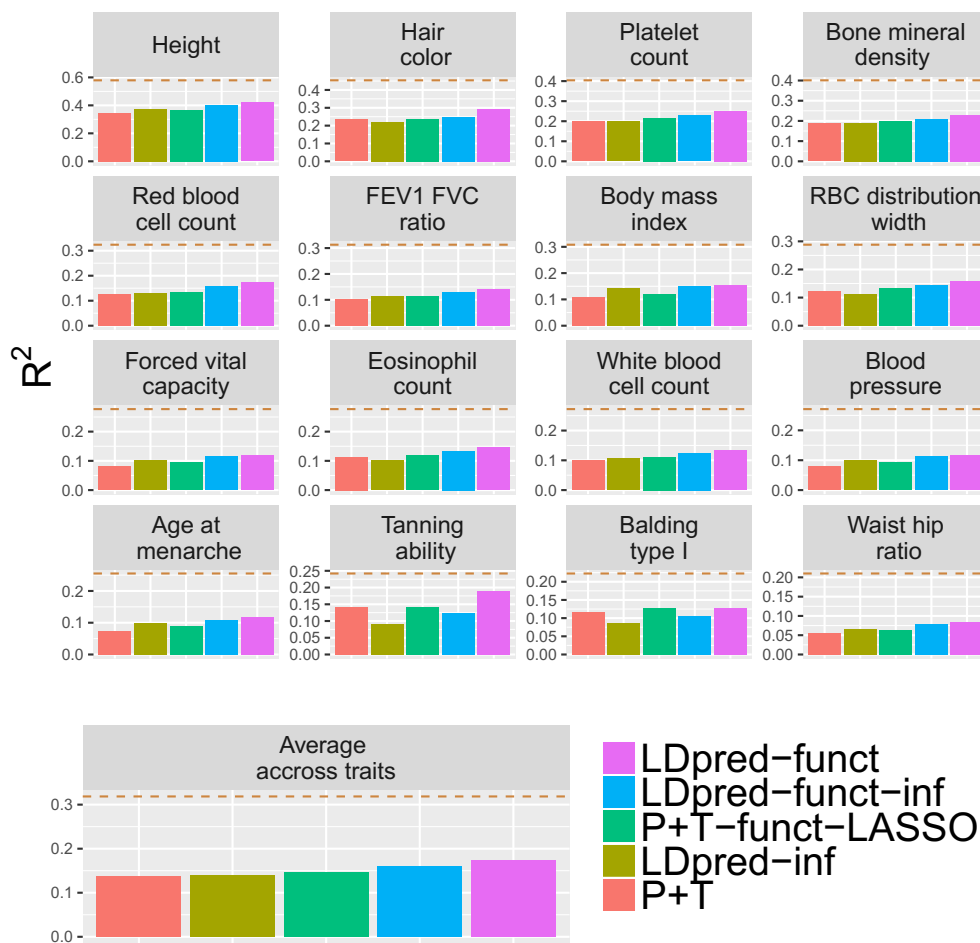 Height
Hair
color
Platelet
count
Bone mineral
density
0.6
0.4
0.2
0.0
0.4
0.3
0.2
0.1
0.0
0.4
0.3
0.2
0.1
0.0
0.4
0.3
0.2
0.1
0.0
Red blood
cell count
FEV1 FVC
ratio
Body mass
index
RBC distribution
width
0.3
0.2
0.1
0.0
0.3
0.2
0.1
0.0
0.3
0.2
0.1
0.0
0.3
0.2
0.1
0.0
R²
Forced vital
capacity
Eosinophil
count
White blood
cell count
Blood
pressure
0.2
0.1
0.0
0.2
0.1
0.0
0.2
0.1
0.0
0.2
0.1
0.0
Age at
menarche
Tanning
ability
Balding
type I
Waist hip
ratio
0.2
0.1
0.0
0.25
0.20
0.15
0.10
0.05
0.00
0.20
0.15
0.10
0.05
0.00
0.20
0.15
0.10
0.05
0.00
Average
accross traits
0.3
0.2
0.1
0.0
LDpred−funct
LDpred−funct−inf
P+T−funct−LASSO
LDpred−inf
P+T